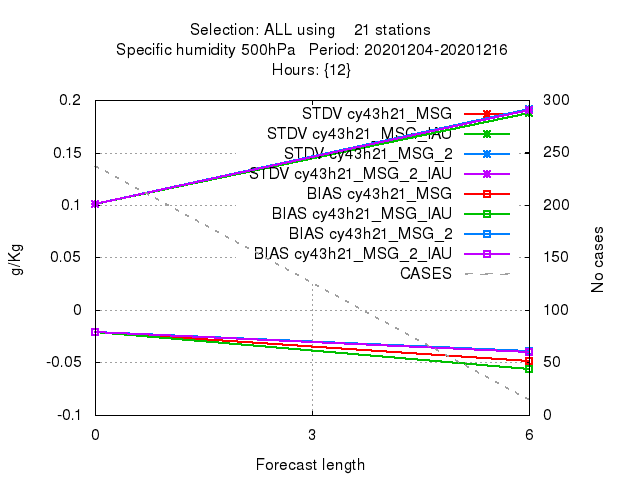 Selection: ALL using    21 stations
Specific humidity 500hPa   Period: 20201204-20201216
Hours: {12}
0.2
0.15
0.1
0.05
0
-0.05
-0.1
g/Kg
STDV cy43h21_MSG
STDV cy43h21_MSG_IAU
STDV cy43h21_MSG_2
STDV cy43h21_MSG_2_IAU
BIAS cy43h21_MSG
BIAS cy43h21_MSG_IAU
BIAS cy43h21_MSG_2
BIAS cy43h21_MSG_2_IAU
CASES
300
250
200
150
100
50
0
No cases
0 3 6
Forecast length